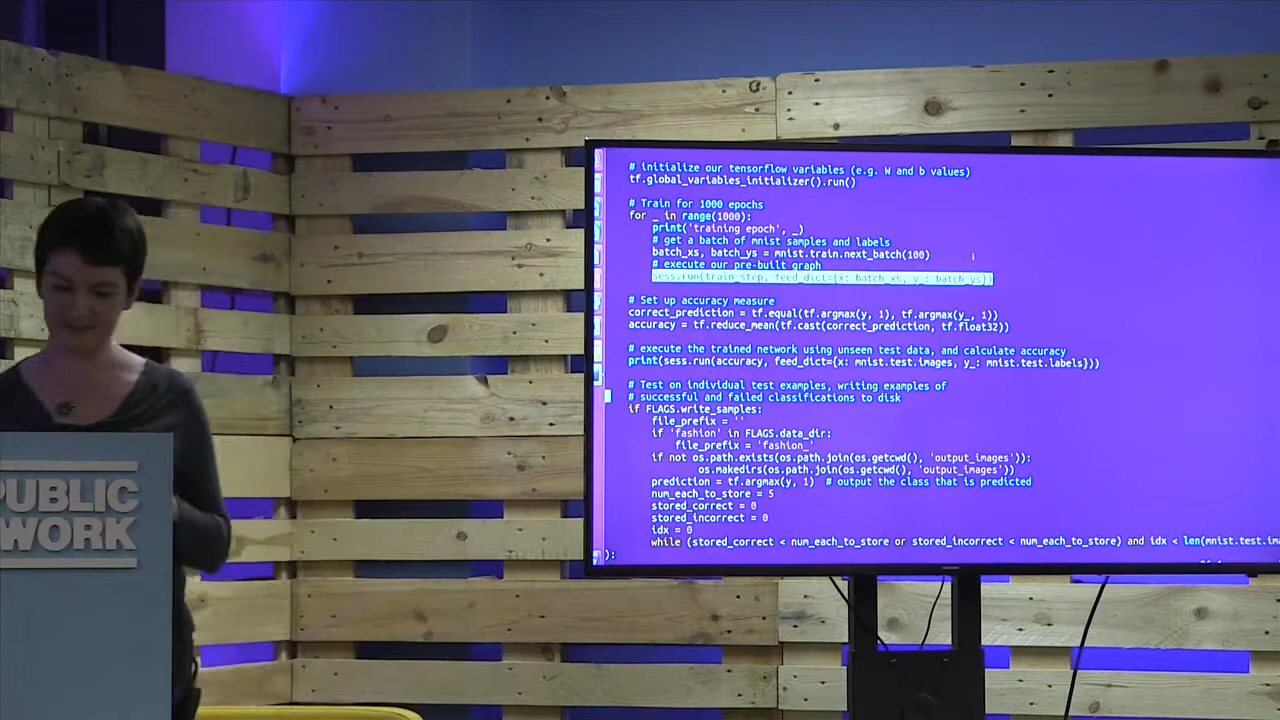 PUBLIC
WORK
# initialize our tensorflow variables (e.g. W and b values)
tf.global_variables_initializer().run()
# Train for 1000 epochs
for _ in range(1000):
print('training epoch', _)
# get a batch of mnist samples and labels
batch_xs, batch_ys = mnist.train.next_batch(100)
# execute our pre-built graph
sess.run(train_step, feed_dict={x: batch_xs, y_: batch_ys})
# Set up accuracy measure
correct_prediction = tf.equal(tf.argmax(y, 1), tf.argmax(y_, 1))
accuracy = tf.reduce_mean(tf.cast(correct_prediction, tf.float32))
# execute the trained network using unseen test data, and calculate accuracy
print(sess.run(accuracy, feed_dict={x: mnist.test.images, y_: mnist.test.labels}))
# Test on individual test examples, writing examples of
# successful and failed classifications to disk
if FLAGS.write_samples:
file_prefix = ''
if 'fashion' in FLAGS.data_dir:
file_prefix = 'fashion_'
if not os.path.exists(os.path.join(os.getcwd(), 'output_images')):
os.makedirs(os.path.join(os.getcwd(), 'output_images'))
prediction = tf.argmax(y, 1) # output the class that is predicted
num_each_to_store = 5
stored_correct = 0
stored_incorrect = 0
idx = 0
while (stored_correct < num_each_to_store or stored_incorrect < num_each_to_store) and idx < len(mnist.test.ima
):